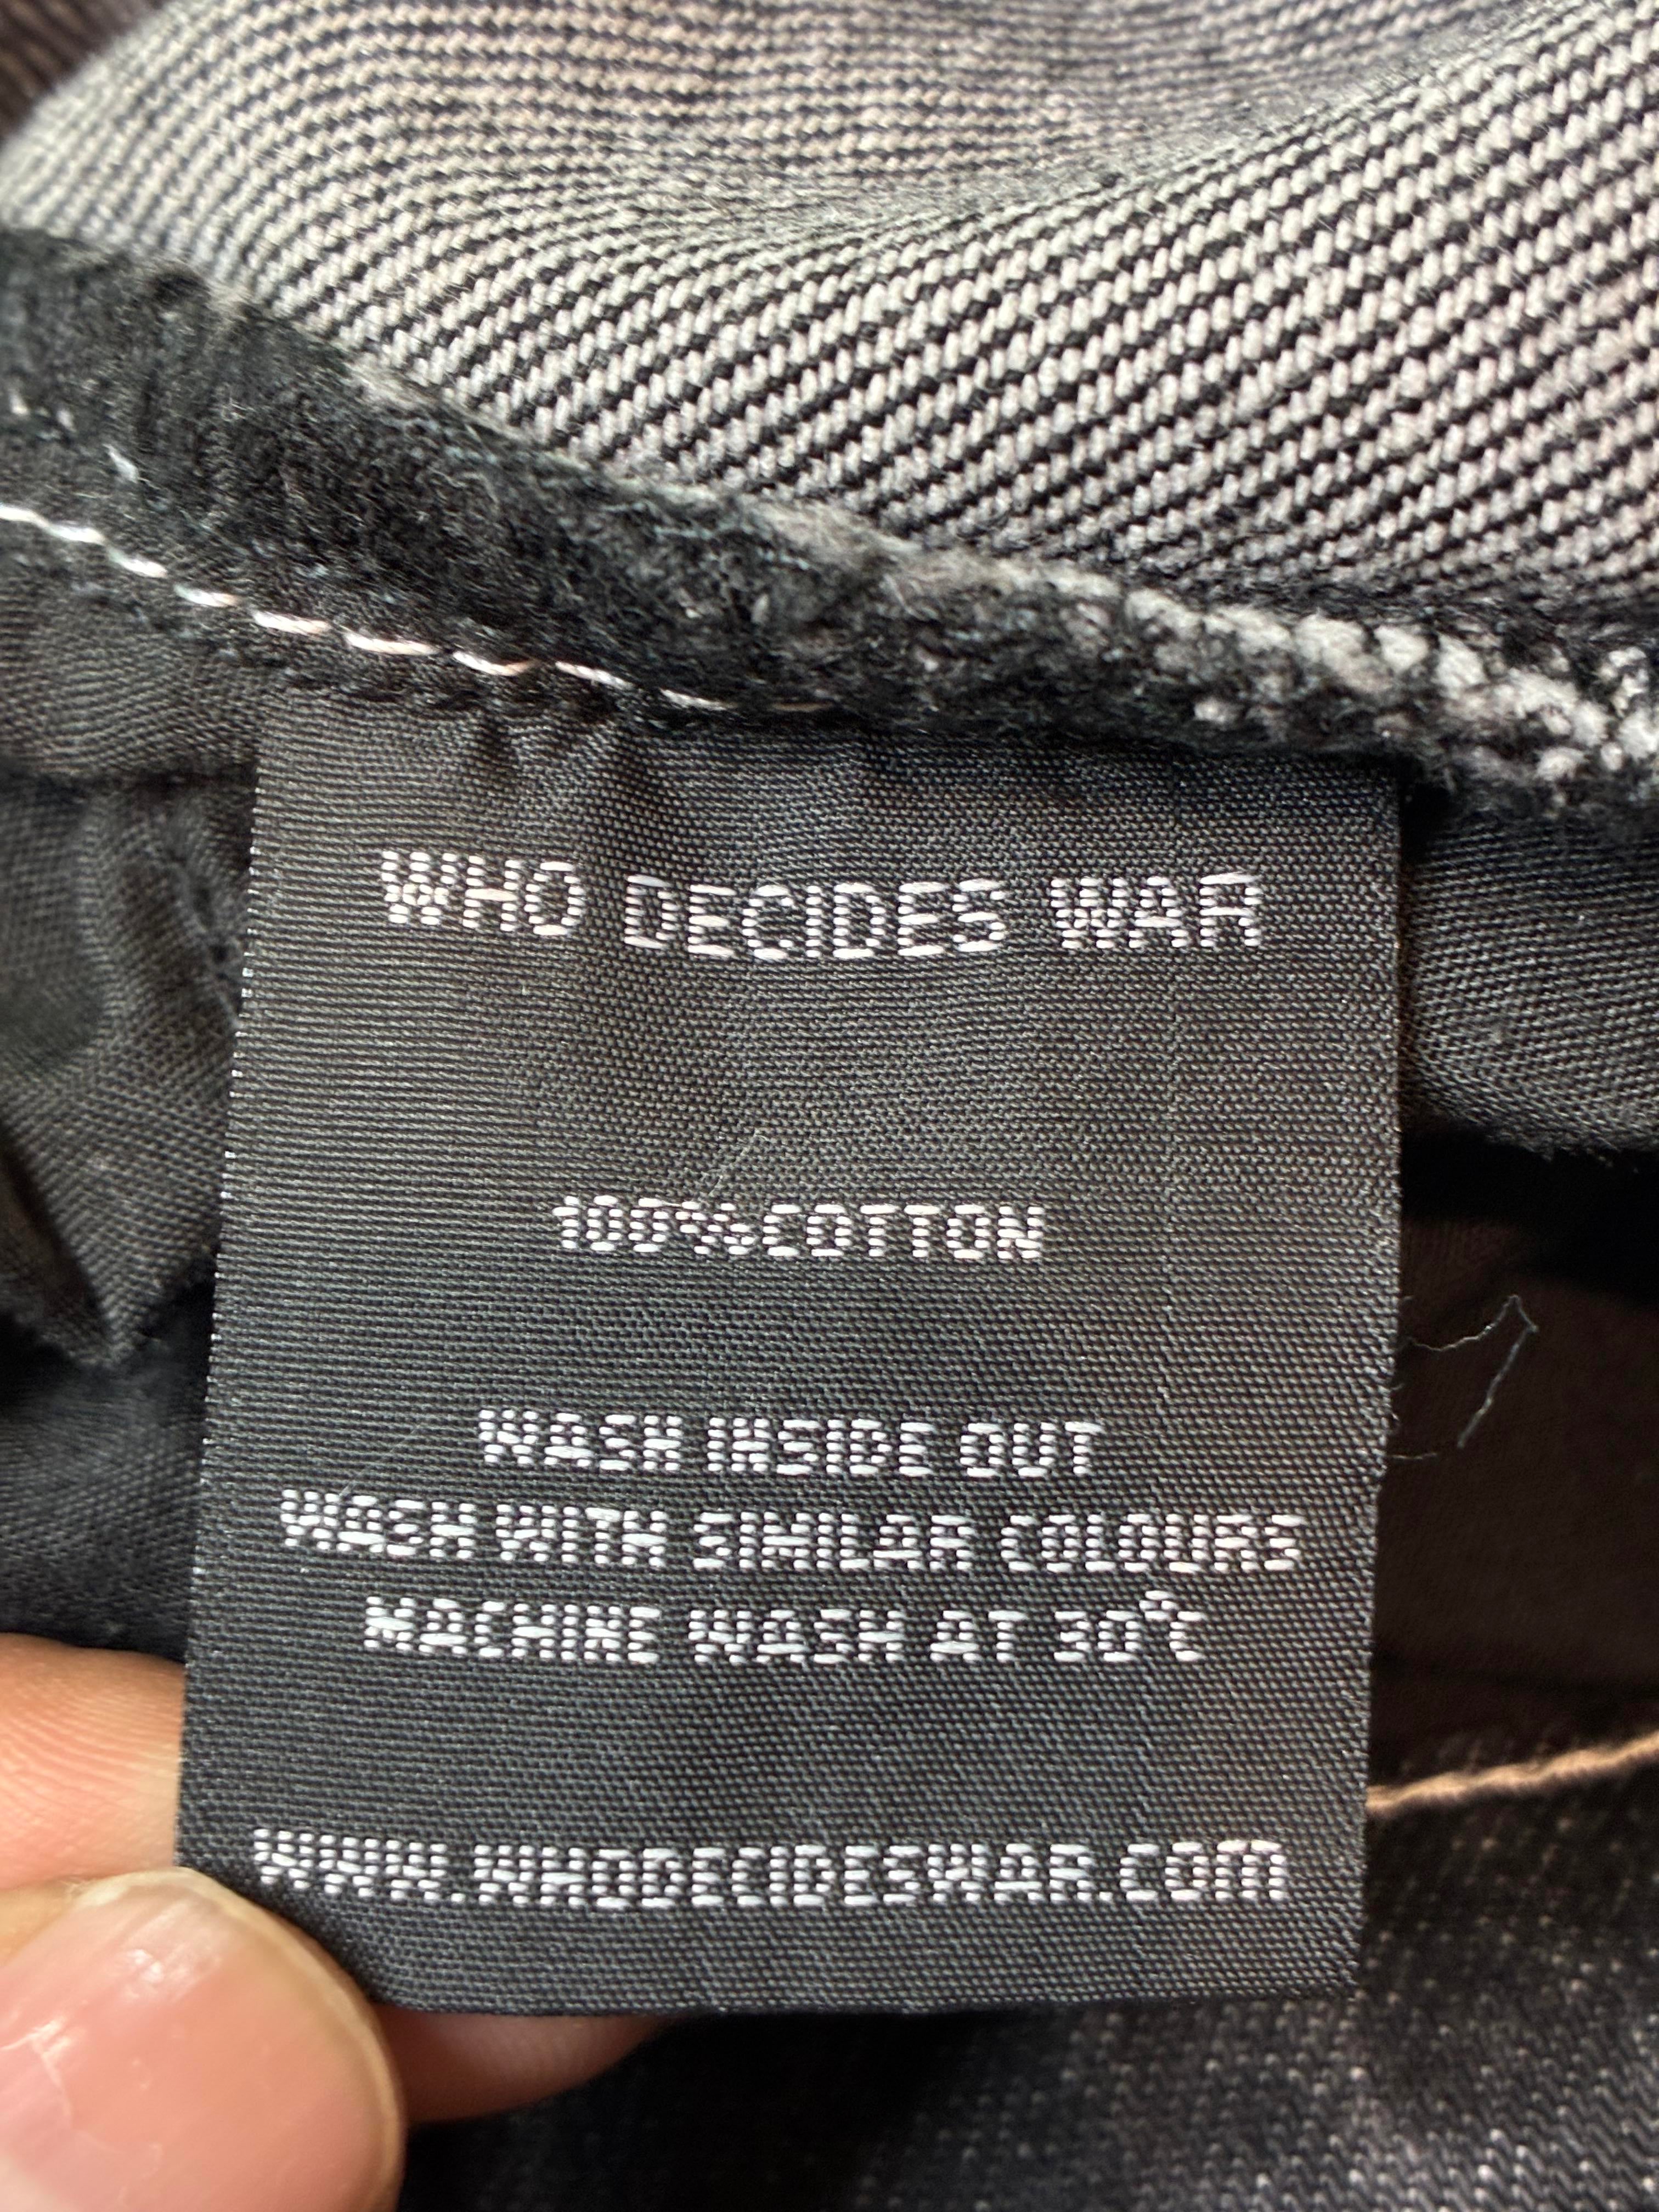 WHO DECIDES WAR
100%COTTON
WASH INSIDE OUT
WASH WITH SIMILAR COLOURS
MACHINE WASH AT 30°C
WWW.WHODECIDESWAR.COM